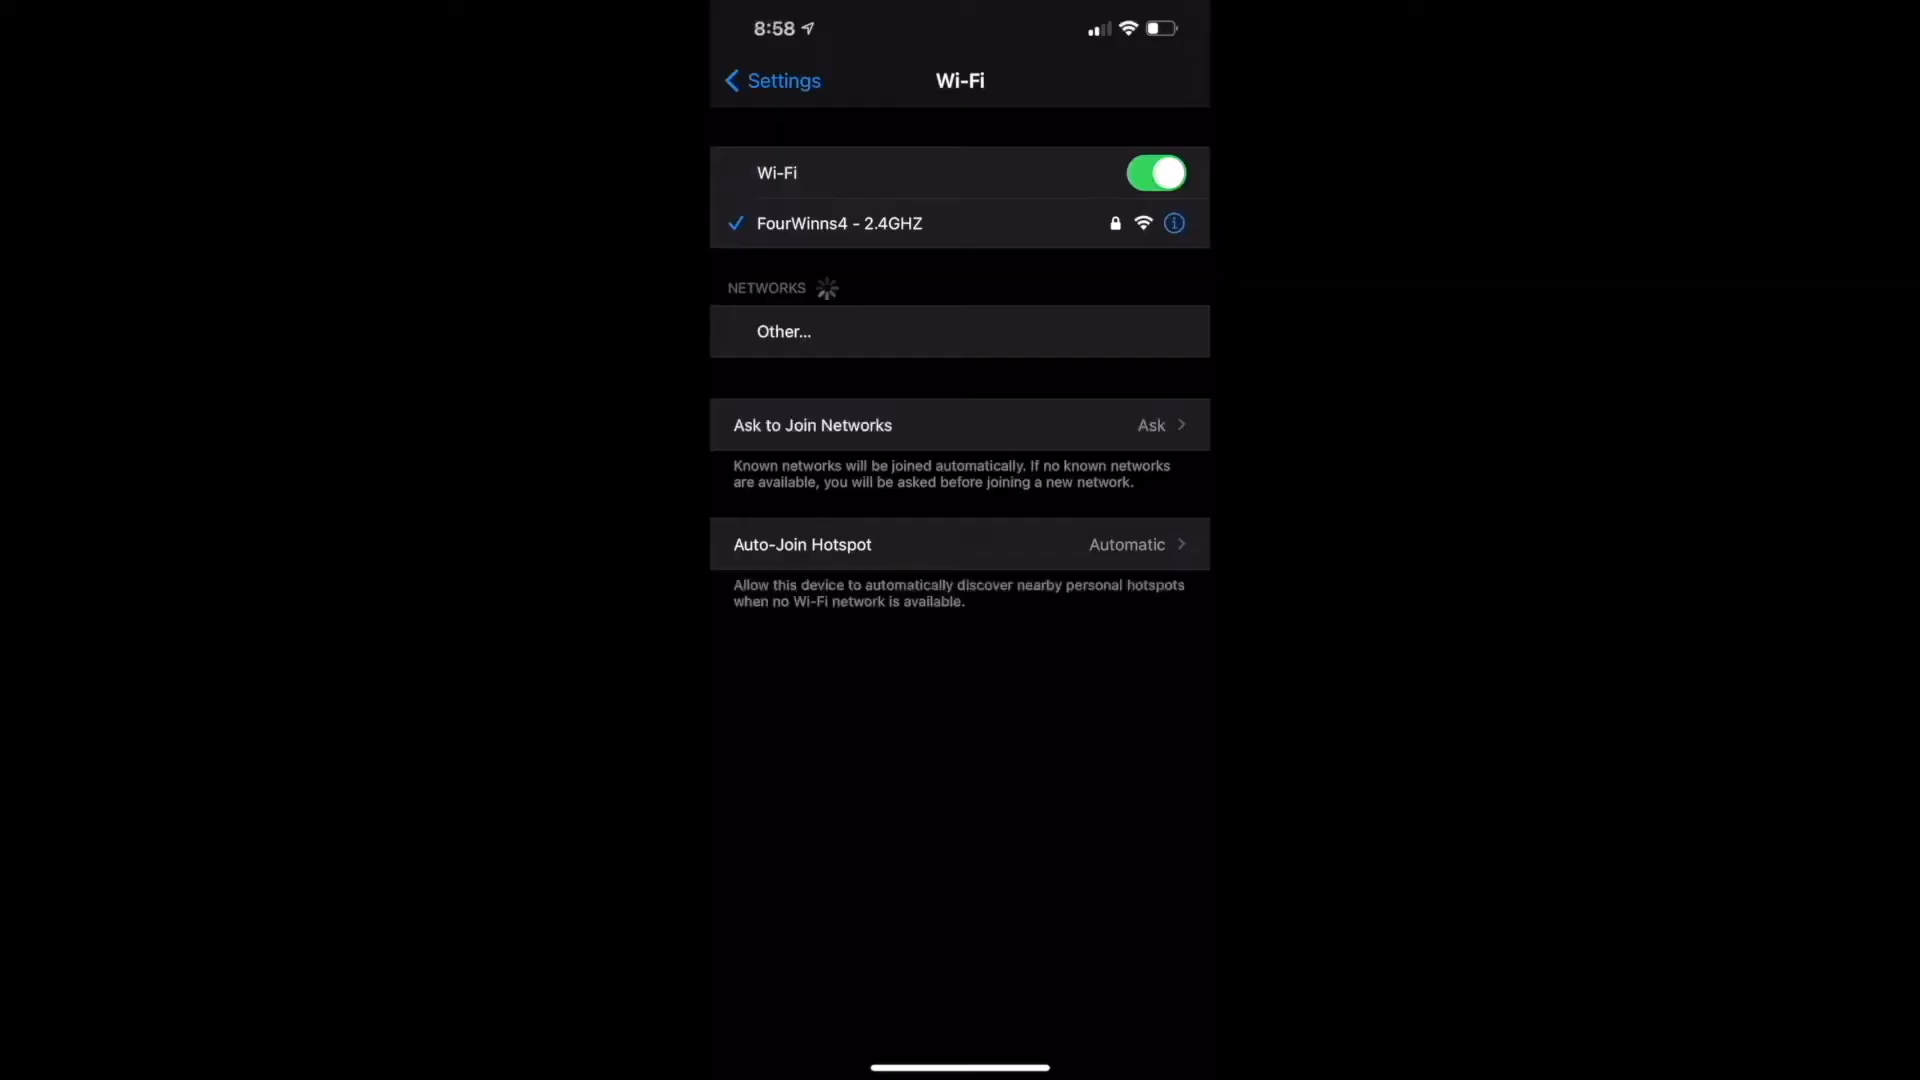 8:58
Settings
Wi-Fi
Wi-Fi
FourWinns4 - 2.4GHZ
NETWORKS
Other...
Ask to Join Networks Ask
Known networks will be joined automatically. If no known networks
are available, you will be asked before joining a new network.
Auto-Join Hotspot Automatic
Allow this device to automatically discover nearby personal hotspots
when no Wi-Fi network is available.